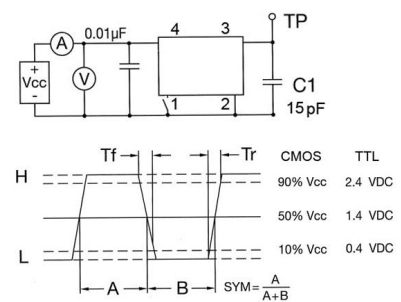 TP
A
0.01µF
4
3
+
Vcc
-
V
C1
15pF
1
2
Tf
Tr
CMOS
TTL
H
90% Vcc
2.4 VDC
50% Vcc
1.4 VDC
L
10% Vcc
0.4 VDC
A
B
SYM= A
A+B